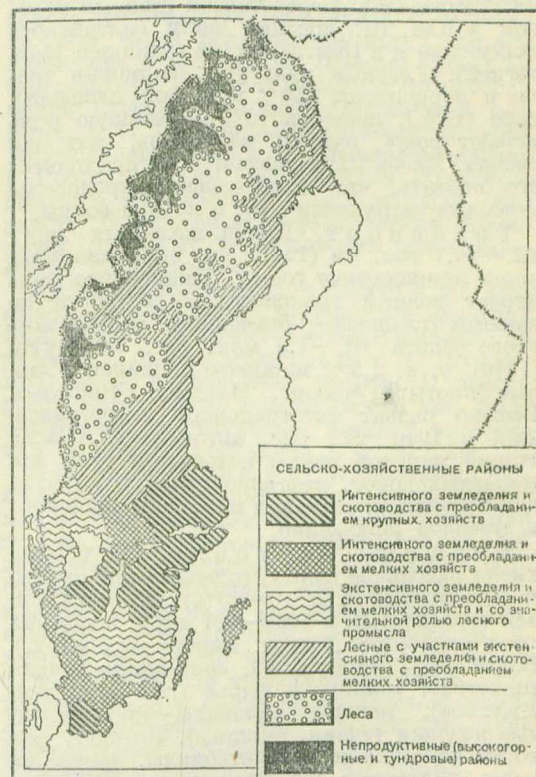 СЕЛЬСКО-ХОЗЯЙСТВЕННЫЕ РАЙОНЫ
Интенсивного земледелия и
скотоводства с преобладани-
ем крупных хозяйств
Интенсивного земледелия и
скотоводства с преобладани-
ем мелких хозяйств
Экстенсивного земледелия и
скотоводства с преобладани-
ем мелких хозяйств и со зна-
чительной ролью лесного
промысла
Лесные с участками экстен-
сивного земледелия и ското-
водства с преобладанием
мелких хозяйств
Леса
Непродуктивные (высокогор-
ные и тундровые) районы